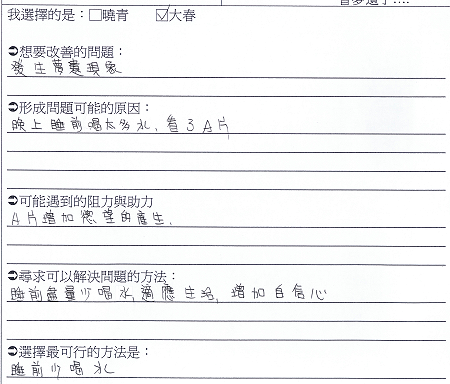 我選擇的是：□曉青 ☑大春
➲想要改善的問題：
發生夢遺現象
➲形成問題可能的原因：
晚上睡前喝太多水、看了A片
➲可能遇到的阻力與助力
A片增加慾望的產生.
➲尋求可以解決問題的方法：
睡前盡量少喝水,適應生活,增加自信心
➲選擇最可行的方法是：
睡前少喝水